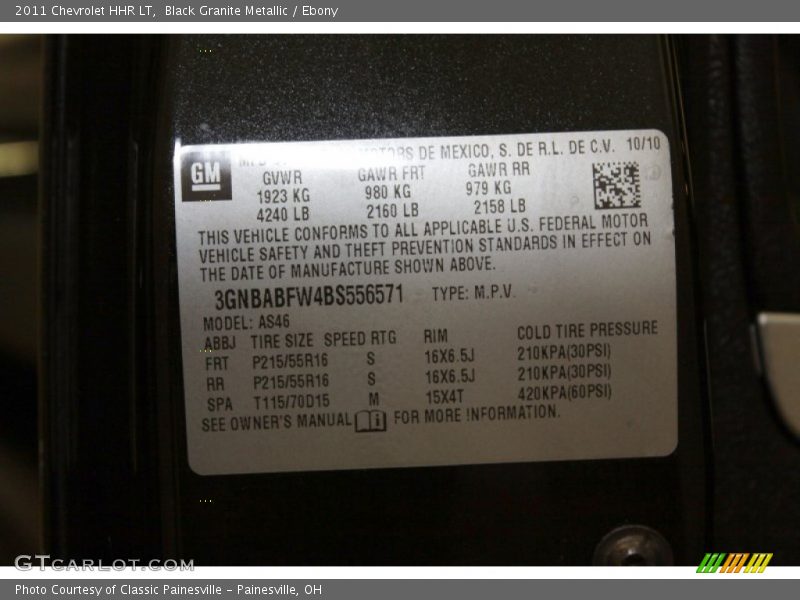 2011 Chevrolet HHR LT, Black Granite Metallic / Ebony
GM
MOTORS DE MEXICO, S. DE R.L. DE C.V. 10/10
GVWR GAWR FRT GAWR RR
1923 KG 980 KG 979 KG
4240 LB 2160 LB 2158 LB
THIS VEHICLE CONFORMS TO ALL APPLICABLE U.S. FEDERAL MOTOR
VEHICLE SAFETY AND THEFT PREVENTION STANDARDS IN EFFECT ON
THE DATE OF MANUFACTURE SHOWN ABOVE.
3GNBABFW4BS556571 TYPE: M.P.V.
MODEL: AS46
ABBJ TIRE SIZE SPEED RTG RIM COLD TIRE PRESSURE
FRT P215/55R16 S 16X6.5J 210KPA(30PSI)
RR P215/55R16 S 16X6.5J 210KPA(30PSI)
SPA T115/70D15 M 15X4T 420KPA(60PSI)
SEE OWNER'S MANUAL FOR MORE INFORMATION.
GTCARLOT.COM
Photo Courtesy of Classic Painesville - Painesville, OH